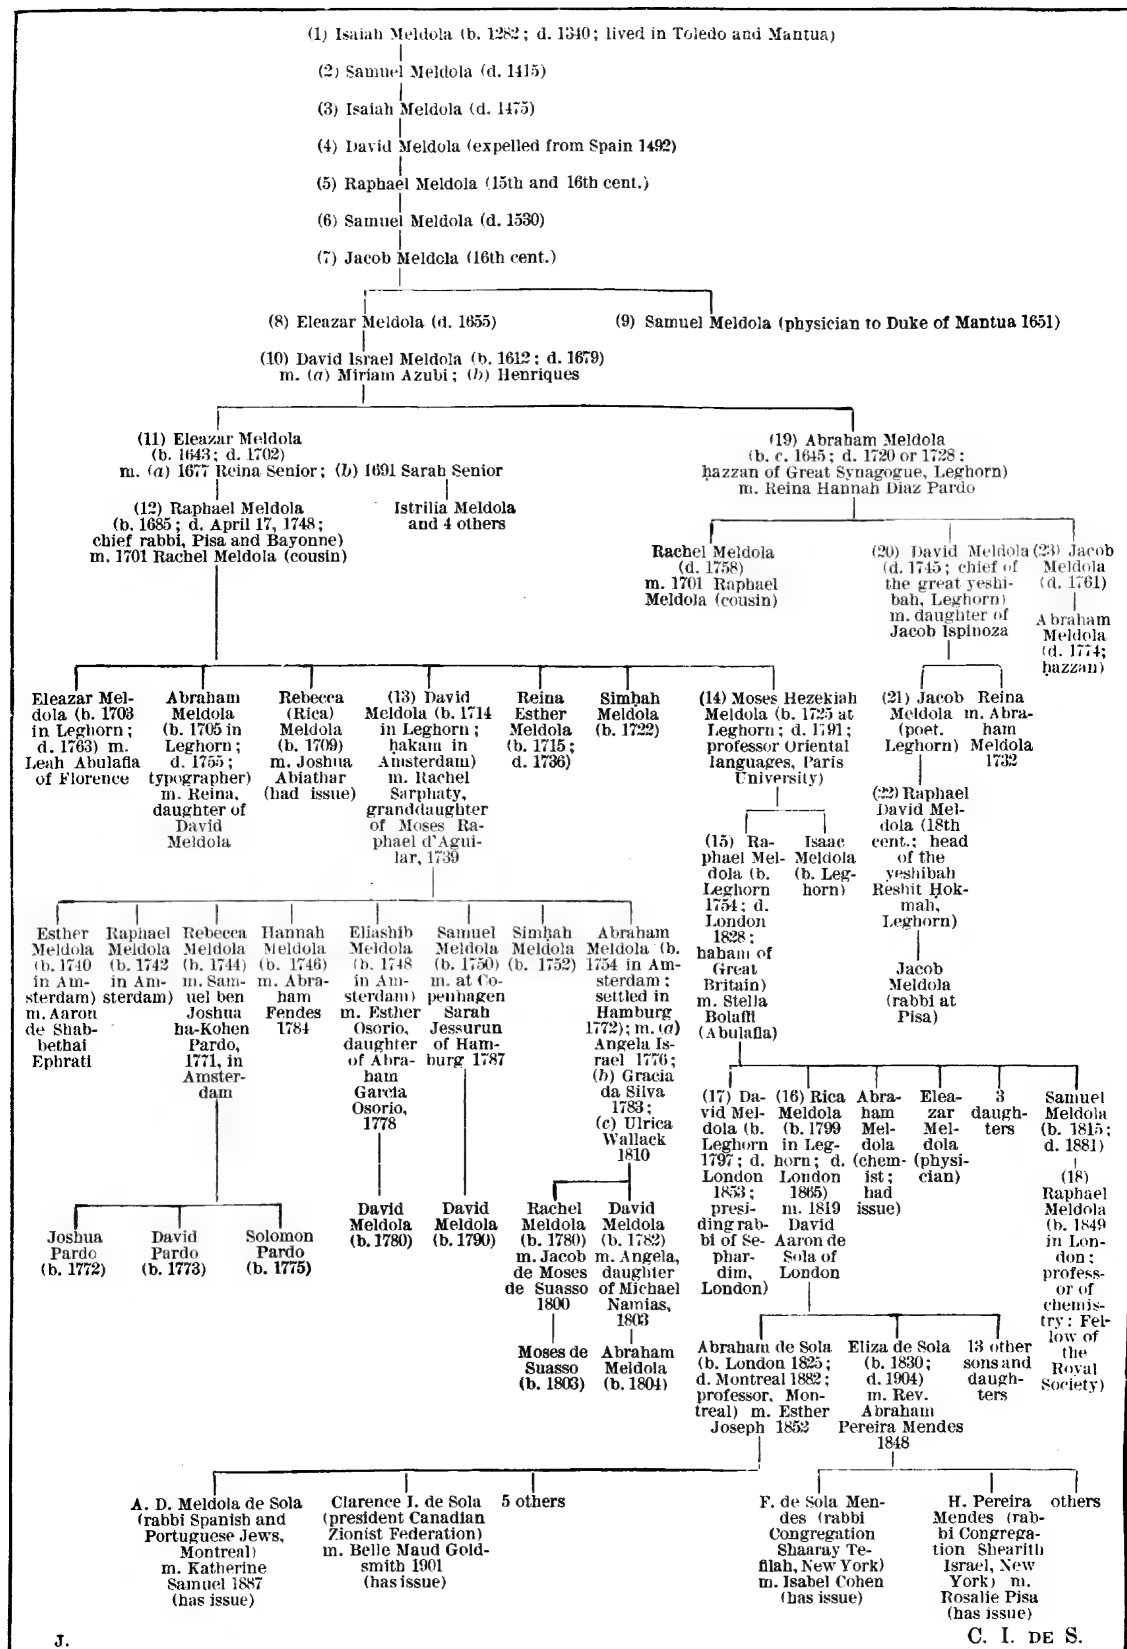 (1) Isaiah Meldola (b. 1282; d. 1340; lived in Toledo and Mantua)
(2) Samuel Meldola (d. 1415)
(3) Isaiah Meldola (d. 1475)
(4) David Meldola (expelled from Spain 1492)
(5) Raphael Meldola (15th and 16th cent.)
(6) Samuel Meldola (d. 1530)
(7) Jacob Meldola (16th cent.)
(8) Eleazar Meldola (d. 1655)
(9) Samuel Meldola (physician to Duke of Mantua 1651)
(10) David Israel Meldola (b. 1612; d. 1679)
m. (a) Miriam Azubi; (b) Henriques
(11) Eleazar Meldola
(b. 1643; d. 1702)
m. (a) 1677 Reina Senior; (b) 1691 Sarah Senior
(19) Abraham Meldola
(b. c. 1645; d. 1720 or 1728:
ḥazzan of Great Synagogue, Leghorn)
m. Reina Hannah Diaz Pardo
(12) Raphael Meldola
(b. 1685; d. April 17, 1748;
chief rabbi, Pisa and Bayonne)
m. 1701 Rachel Meldola (cousin)
Istrilia Meldola
and 4 others
Rachel Meldola
(d. 1758)
m. 1701 Raphael
Meldola (cousin)
(20) David Meldola
(d. 1745; chief of
the great yeshi-
bah, Leghorn)
m. daughter of
Jacob Ispinoza
(23) Jacob
Meldola
(d. 1761)
Abraham
Meldola
(d. 1774;
ḥazzan)
Eleazar Mel-
dola (b. 1703
in Leghorn;
d. 1763) m.
Leah Abulafia
of Florence
Abraham
Meldola
(b. 1705 in
Leghorn;
d. 1755;
typographer)
m. Reina,
daughter of
David
Meldola
Rebecca
(Rica)
Meldola
(b. 1709)
m. Joshua
Abiathar
(had issue)
(13) David
Meldola (b. 1714
in Leghorn;
ḥakam in
Amsterdam)
m. Rachel
Sarphaty,
granddaughter
of Moses Ra-
phael d'Agui-
lar, 1739
Reina
Esther
Meldola
(b. 1715;
d. 1736)
Simḥah
Meldola
(b. 1722)
(14) Moses Hezekiah
Meldola (b. 1725 at
Leghorn; d. 1791;
professor Oriental
languages, Paris
University)
(21) Jacob
Meldola
(poet.
Leghorn)
Reina
m. Abra-
ham
Meldola
1732
(22) Raphael
David Mel-
dola (18th
cent.; head
of the
yeshibah
Reshit Ḥok-
mah,
Leghorn)
Jacob
Meldola
(rabbi at
Pisa)
(15) Ra-
phael Mel-
dola (b.
Leghorn
1754; d.
London
1828;
haham of
Great
Britain)
m. Stella
Bolaffi
(Abulafia)
Isaac
Meldola
(b. Leg-
horn)
Esther
Meldola
(b. 1740
in Am-
sterdam)
m. Aaron
de Shab-
bethai
Ephrati
Raphael
Meldola
(b. 1742
in Am-
sterdam)
Rebecca
Meldola
(b. 1744)
m. Sam-
uel ben
Joshua
ha-Kohen
Pardo,
1771, in
Amster-
dam
Hannah
Meldola
(b. 1746)
m. Abra-
ham
Fendes
1784
Eliashib
Meldola
(b. 1748
in Am-
sterdam)
m. Esther
Osorio,
daughter
of Abra-
ham
Garcia
Osorio,
1778
Samuel
Meldola
(b. 1750)
m. at Co-
penhagen
Sarah
Jessurun
of Ham-
burg 1787
Simḥah
Meldola
(b. 1752)
Abraham
Meldola (b.
1754 in Am-
sterdam;
settled in
Hamburg
1772); m. (a)
Angela Is-
rael 1776;
(b) Gracia
da Silva
1783;
(c) Ulrica
Wallack
1810
(17) Da-
vid Mel-
dola (b.
Leghorn
1797; d.
London
1853;
presi-
ding rab-
bi of Se-
phar-
dim,
London)
(16) Rica
Meldola
(b. 1799
in Leg-
horn; d.
London
1865)
m. 1819
David
Aaron de
Sola of
London
Abra-
ham
Mel-
dola
(chem-
ist;
had
issue)
Elea-
zar
Mel-
dola
(physi-
cian)
3
daugh-
ters
Samuel
Meldola
(b. 1815;
d. 1881)
(18)
Raphael
Meldola
(b. 1849
in Lon-
don;
profess-
or of
chemis-
try: Fel-
low of
the
Royal
Society)
Joshua
Pardo
(b. 1772)
David
Pardo
(b. 1773)
Solomon
Pardo
(b. 1775)
David
Meldola
(b. 1780)
David
Meldola
(b. 1790)
Rachel
Meldola
(b. 1780)
m. Jacob
de Moses
de Suasso
1800
David
Meldola
(b. 1782)
m. Angela,
daughter
of Michael
Namias,
1803
Moses de
Suasso
(b. 1803)
Abraham
Meldola
(b. 1804)
Abraham de Sola
(b. London 1825;
d. Montreal 1882;
professor, Mon-
treal) m. Esther
Joseph 1852
Eliza de Sola
(b. 1830;
d. 1904)
m. Rev.
Abraham
Pereira Mendes
1848
13 other
sons and
daugh-
ters
A. D. Meldola de Sola
(rabbi Spanish and
Portuguese Jews,
Montreal)
m. Katherine
Samuel 1887
(has issue)
Clarence I. de Sola
(president Canadian
Zionist Federation)
m. Belle Maud Gold-
smith 1901
(has issue)
5 others
F. de Sola Men-
des (rabbi
Congregation
Shaaray Te-
filah, New York)
m. Isabel Cohen
(has issue)
H. Pereira
Mendes (rab-
bi Congrega-
tion Shearith
Israel, New
York) m.
Rosalie Pisa
(has issue)
others
J.
C. I. DE S.